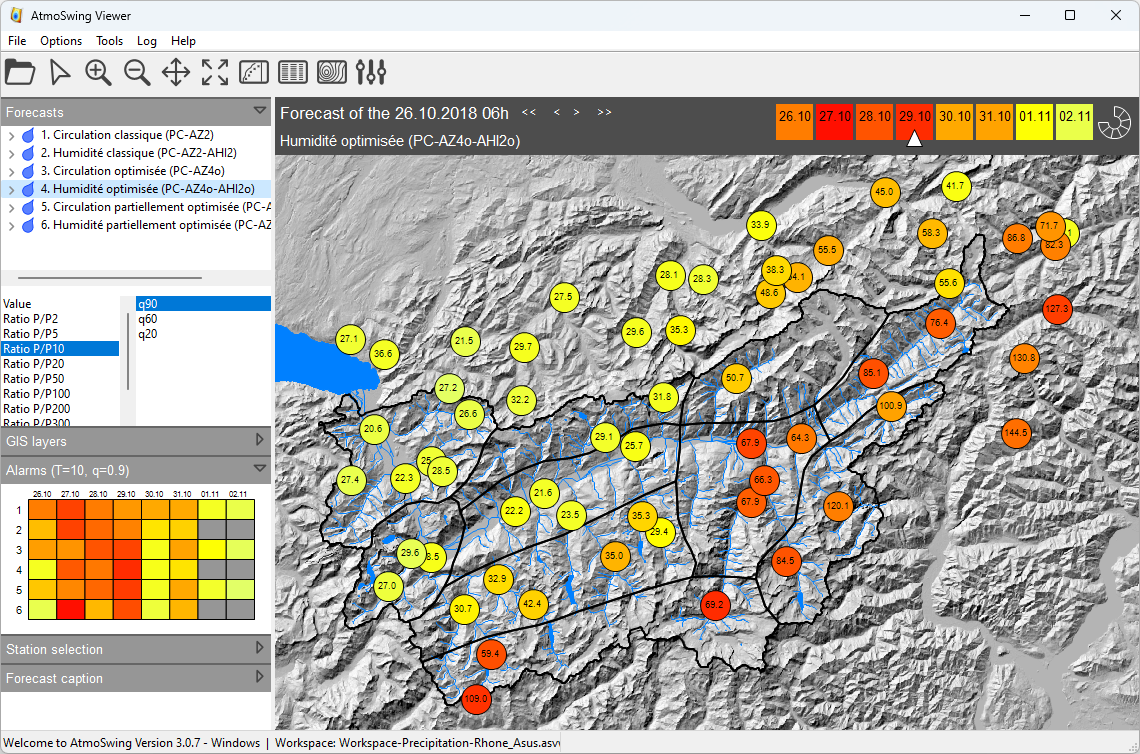 AtmoSwing Viewer
File Options Tools Log Help
Forecasts
1. Circulation classique (PC-AZ2)
2. Humidité classique (PC-AZ2-AHI2)
3. Circulation optimisée (PC-AZ4o)
4. Humidité optimisée (PC-AZ4o-AHI2o)
5. Circulation partiellement optimisée (PC-A
6. Humidité partiellement optimisée (PC-AZ
Value
Ratio P/P2
Ratio P/P5
Ratio P/P10
Ratio P/P20
Ratio P/P50
Ratio P/P100
Ratio P/P200
Ratio P/P300
q90
q60
q20
GIS layers
Alarms (T=10, q=0.9)
26.10 27.10 28.10 29.10 30.10 31.10 01.11 02.11
1
2
3
4
5
6
Station selection
Forecast caption
Forecast of the 26.10.2018 06h << < > >>
Humidité optimisée (PC-AZ4o-AHI2o)
26.10 27.10 28.10 29.10 30.10 31.10 01.11 02.11
41.7
45.0
33.9
58.3
71.7
86.8
82.3
55.5
38.3
28.1
28.3
48.6
55.6
27.5
127.3
76.4
29.6
35.3
27.1
21.5
29.7
36.6
130.8
85.1
50.7
27.2
31.8
32.2
100.9
26.6
20.6
144.5
29.1
25.7
67.9
64.3
28.5
22.3
27.4
66.3
21.6
67.9
120.1
22.2
23.5
35.3
29.4
29.6
8.5
35.0
84.5
27.0
32.9
42.4
30.7
69.2
59.4
109.0
Welcome to AtmoSwing Version 3.0.7 - Windows | Workspace: Workspace-Precipitation-Rhone_Asus.asv